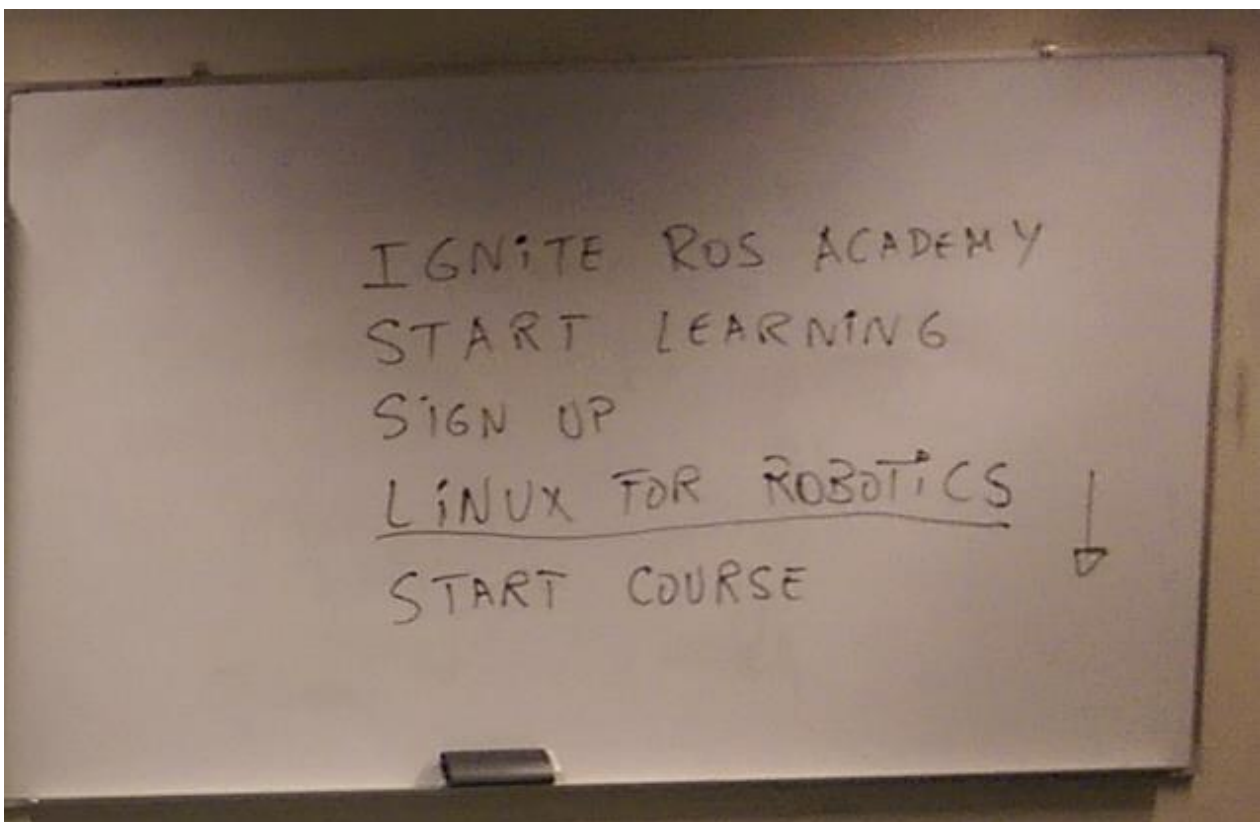 IGNiTE ROS ACADEMY
START LEARNiNG
SiGN UP
LiNUX FOR ROBOTiCS
START COURSE